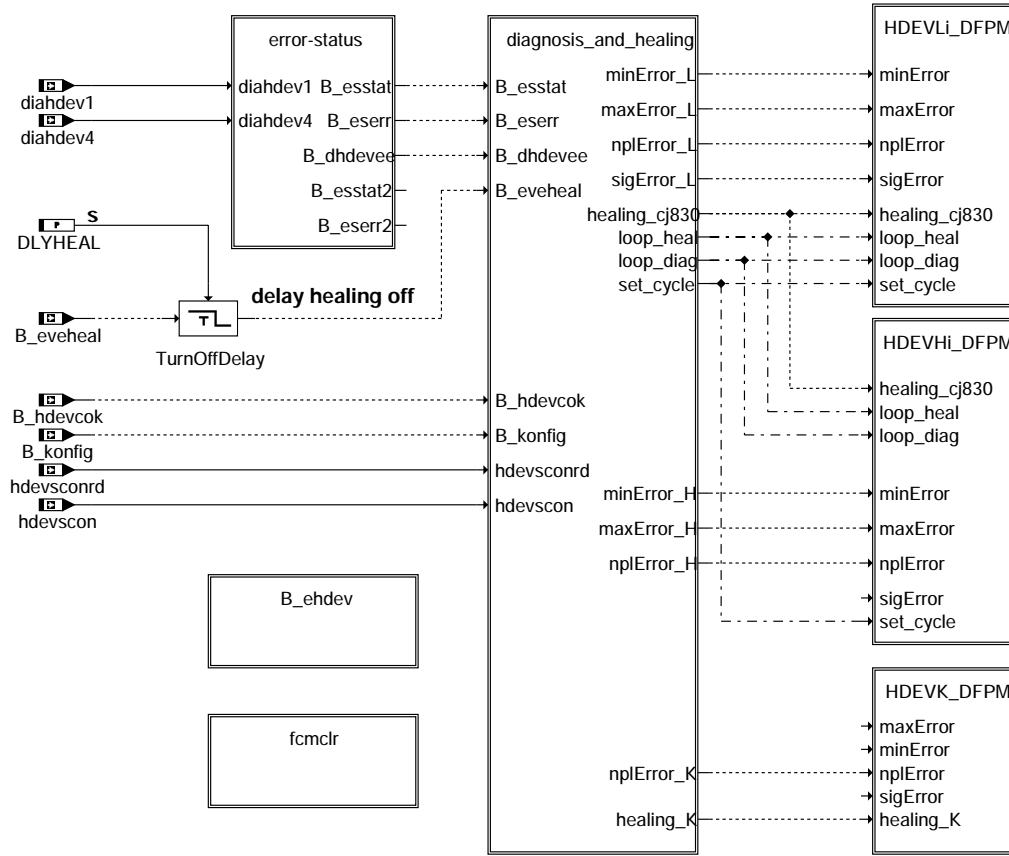 error-status
diagnosis_and_healing
HDEVLi_DFPM
diahdev1
diahdev4
diahdev1
B_esstat
diahdev4
B_eserr
B_dhdevee
B_esstat2
B_eserr2
P
S
DLYHEAL
B_eveheal
T
TurnOffDelay
delay healing off
B_esstat
minError_L
B_eserr
maxError_L
B_dhdevee
nplError_L
B_eveheal
sigError_L
healing_cj830
loop_heal
loop_diag
set_cycle
minError
maxError
nplError
sigError
healing_cj830
loop_heal
loop_diag
set_cycle
HDEVHi_DFPM
healing_cj830
loop_heal
loop_diag
B_hdevcok
B_konfig
hdevsconrd
hdevscon
B_hdevcok
B_konfig
hdevsconrd
hdevscon
minError_H
maxError_H
nplError_H
minError
maxError
nplError
sigError
set_cycle
B_ehdev
fcmclr
HDEVK_DFPM
nplError_K
healing_K
maxError
minError
nplError
sigError
healing_K